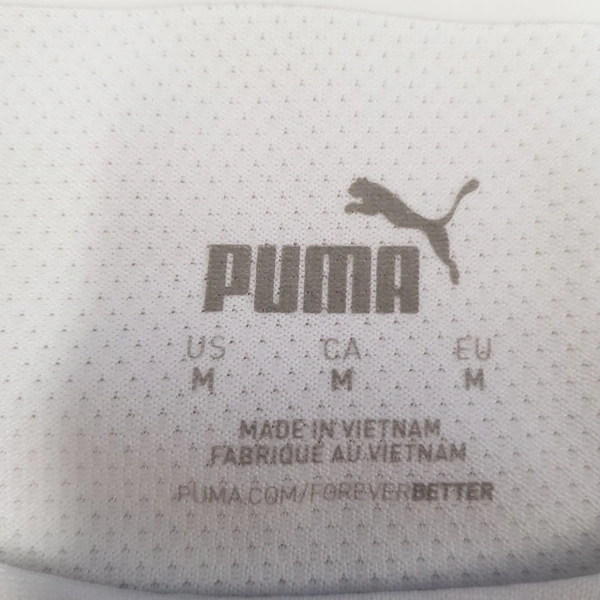 PUMA
US CA EU
M M M
MADE IN VIETNAM
FABRIQUÉ AU VIETNAM
PUMA.COM/FOREVERBETTER